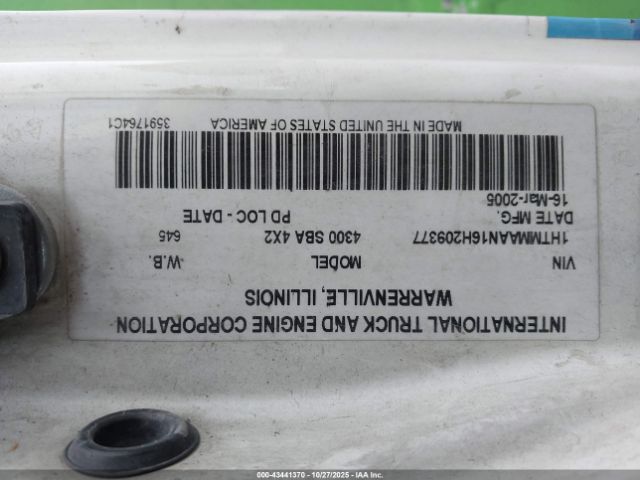 INTERNATIONAL TRUCK AND ENGINE CORPORATION
WARRENVILLE, ILLINOIS
VIN MODEL W.B.
1HTMMAAN16H209377 4300 SBA 4X2 645
DATE MFG. PD LOC - DATE
16-Mar-2005
MADE IN THE UNITED STATES OF AMERICA 3591764C1
000-43441370 | 10/27/2025 | IAA Inc.